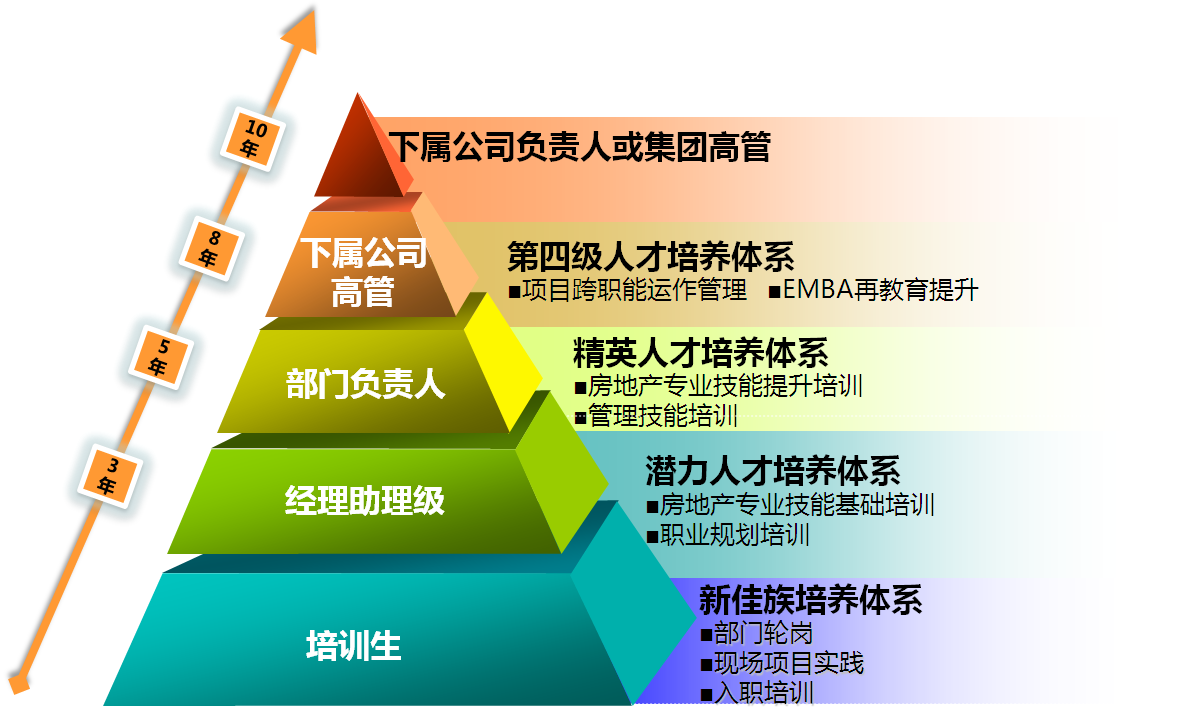 10
年
下属公司负责人或集团高管
8
年
下属公司
高管
第四级人才培养体系
■项目跨职能运作管理 ■EMBA再教育提升
5
年
部门负责人
精英人才培养体系
■房地产专业技能提升培训
■管理技能培训
3
年
经理助理级
潜力人才培养体系
■房地产专业技能基础培训
■职业规划培训
培训生
新佳族培养体系
■部门轮岗
■现场项目实践
■入职培训